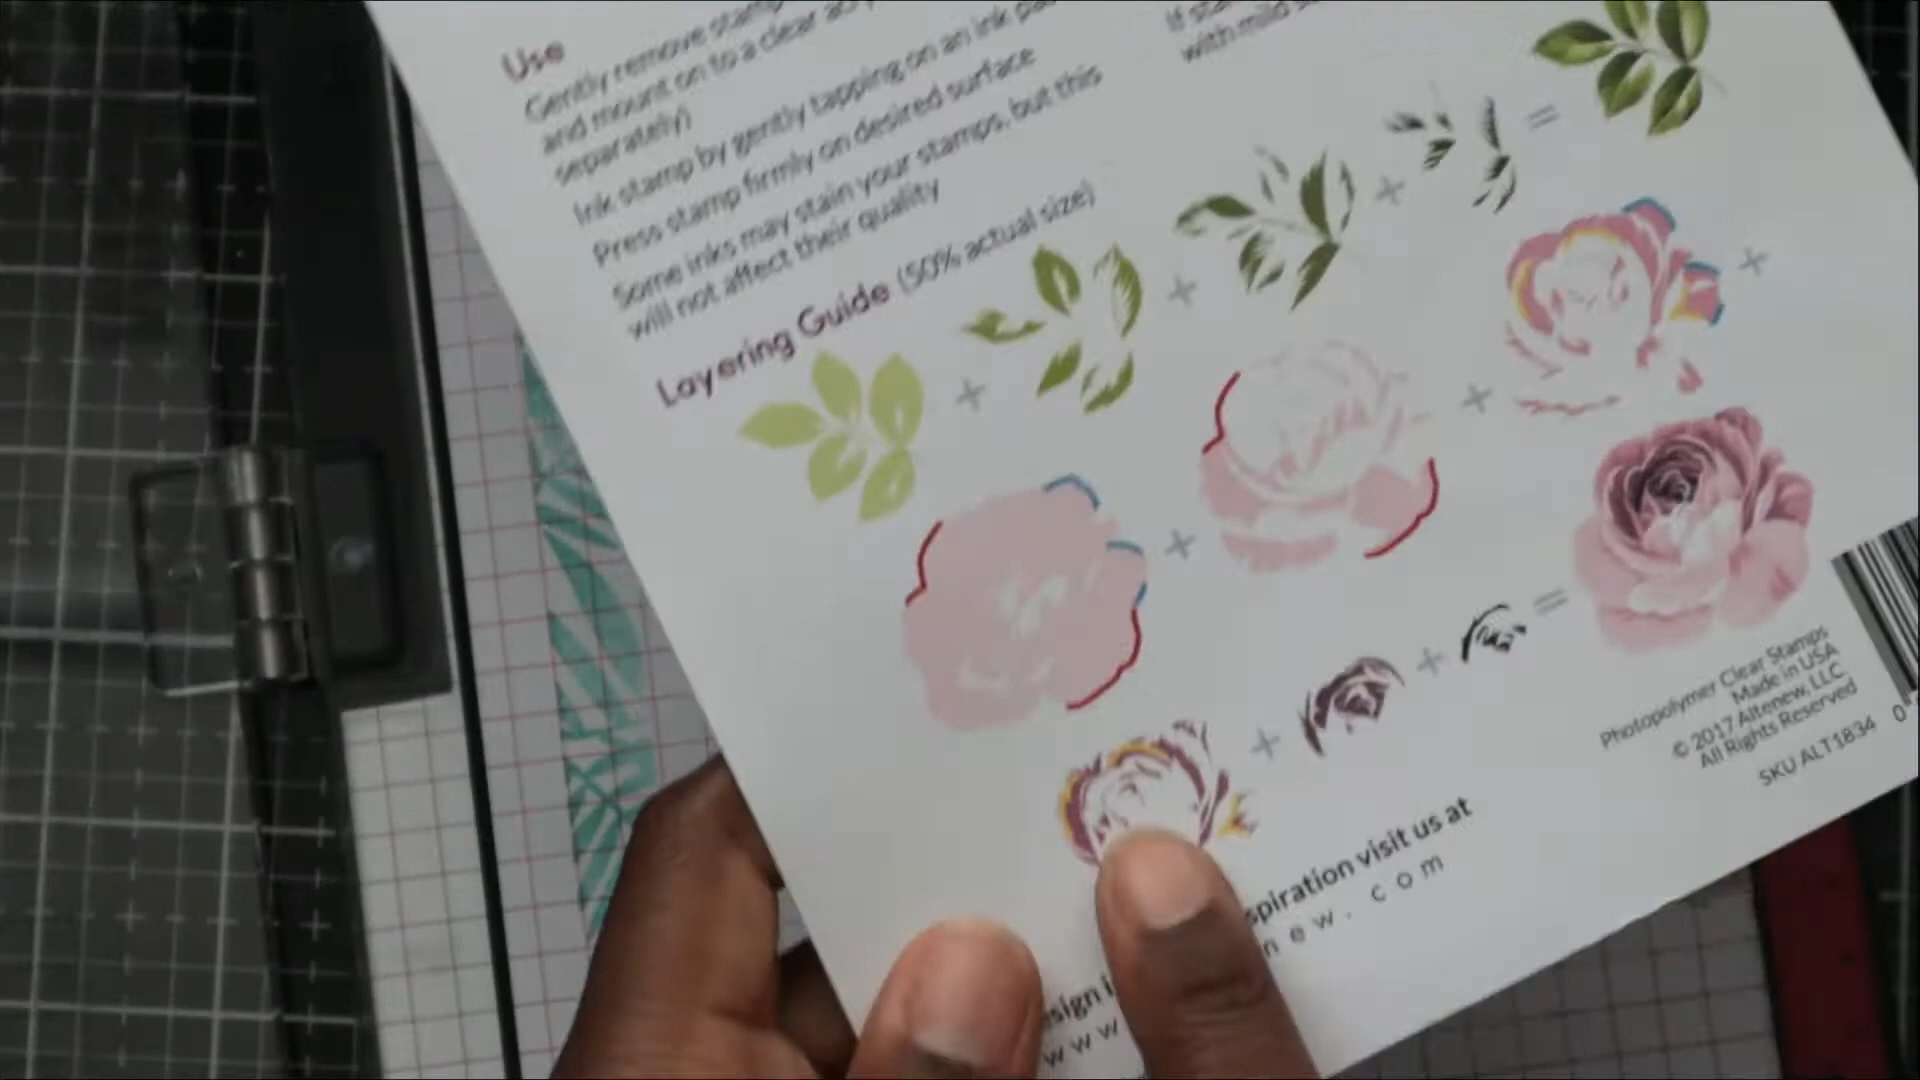 Use
Gently remove stamp
and mount on to a clear
separately)
Ink stamp by gently tapping on an ink
Press stamp firmly on desired surface
Some inks may stain your stamps, but this
will not affect their quality
with mild
Layering Guide (50% actual size)
+ + + =
+ + +
+ + =
Photopolymer Clear Stamps
Made in USA
© 2017 Altenew, LLC
All Rights Reserved
SKU ALT1834
0
spiration visit us at
new.com
sign
www